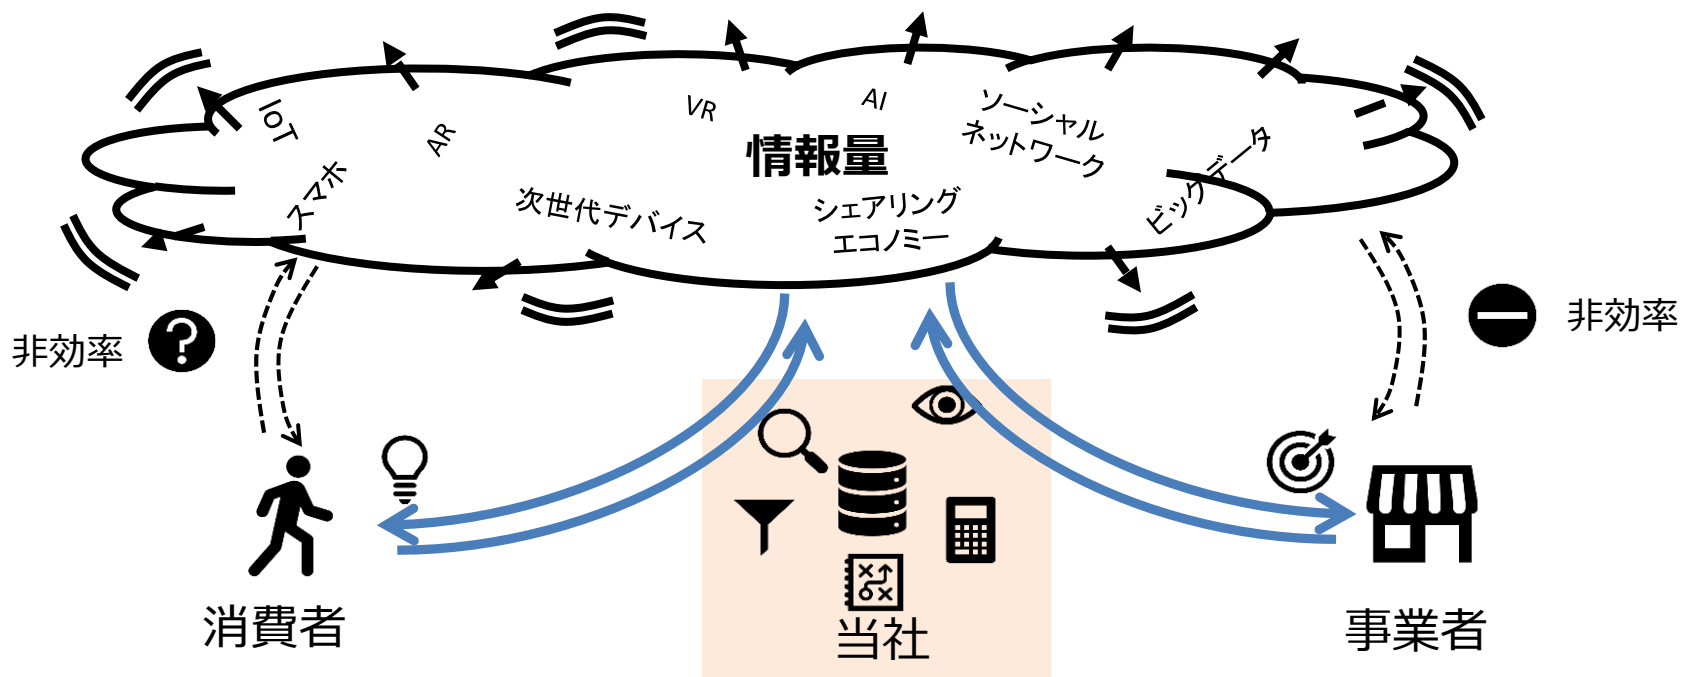 IoT
AR
VR
AI
ソーシャル
ネットワーク
情報量
スマホ
次世代デバイス
シェアリング
エコノミー
ビックデータ
非効率
?
非効率
消費者
当社
事業者